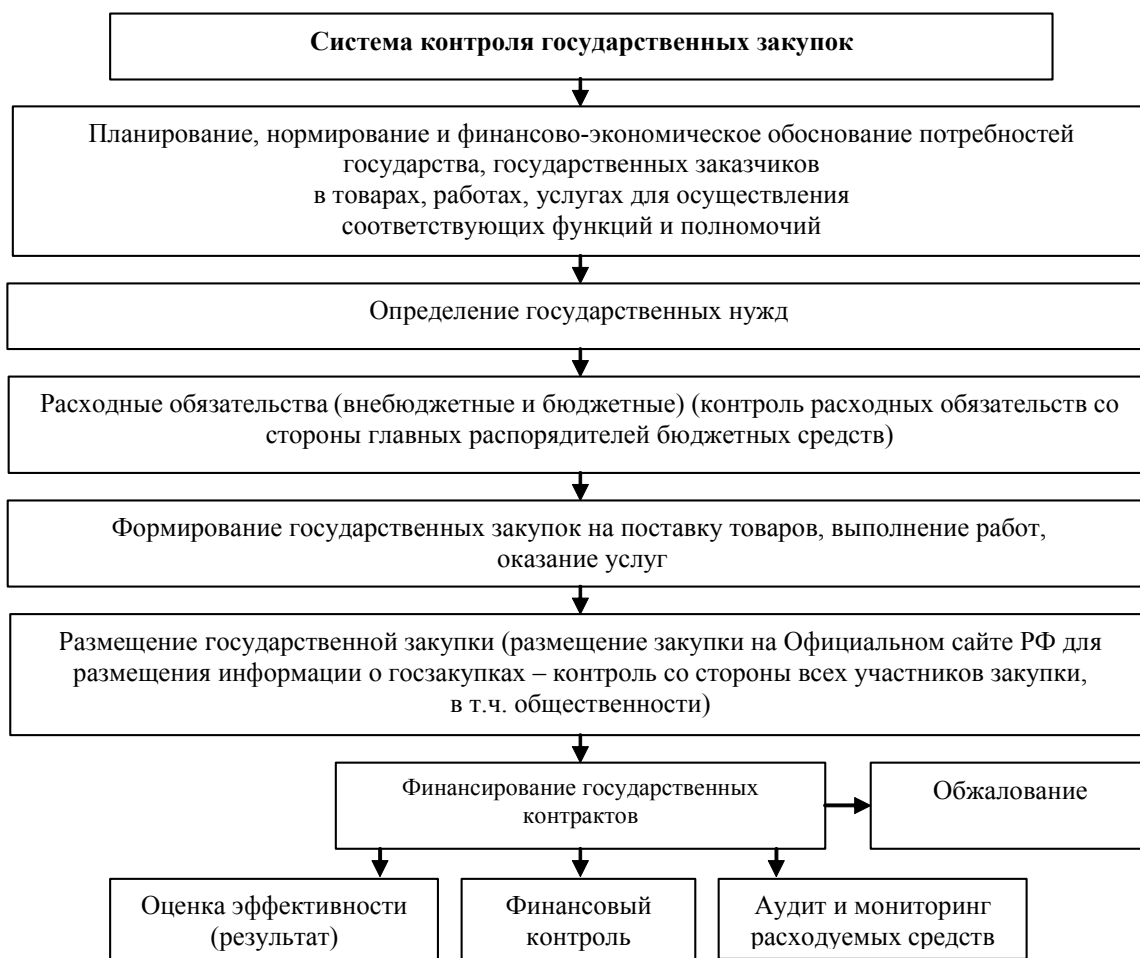 Система контроля государственных закупок
Планирование, нормирование и финансово-экономическое обоснование потребностей
государства, государственных заказчиков
в товарах, работах, услугах для осуществления
соответствующих функций и полномочий
Определение государственных нужд
Расходные обязательства (внебюджетные и бюджетные) (контроль расходных обязательств со
стороны главных распорядителей бюджетных средств)
Формирование государственных закупок на поставку товаров, выполнение работ,
оказание услуг
Размещение государственной закупки (размещение закупки на Официальном сайте РФ для
размещения информации о госзакупках – контроль со стороны всех участников закупки,
в т.ч. общественности)
Финансирование государственных
контрактов
Обжалование
Оценка эффективности
(результат)
Финансовый
контроль
Аудит и мониторинг
расходуемых средств